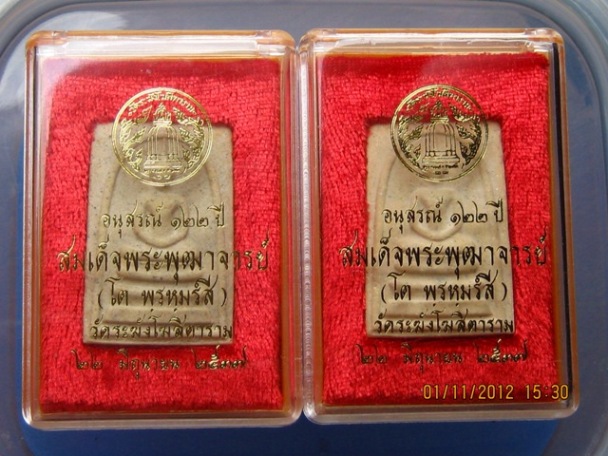 อนุสรณ์ ๑๒๒ ปี
สมเด็จพระพุฒาจารย์
(โต พรหมรํสี)
วัดระฆังโฆสิตาราม
๒๒ มิถุนายน ๒๕๓๗
อนุสรณ์ ๑๒๒ ปี
สมเด็จพระพุฒาจารย์
(โต พรหมรํสี)
วัดระฆังโฆสิตาราม
๒๒ มิถุนายน ๒๕๓๗
01/11/2012 15:30